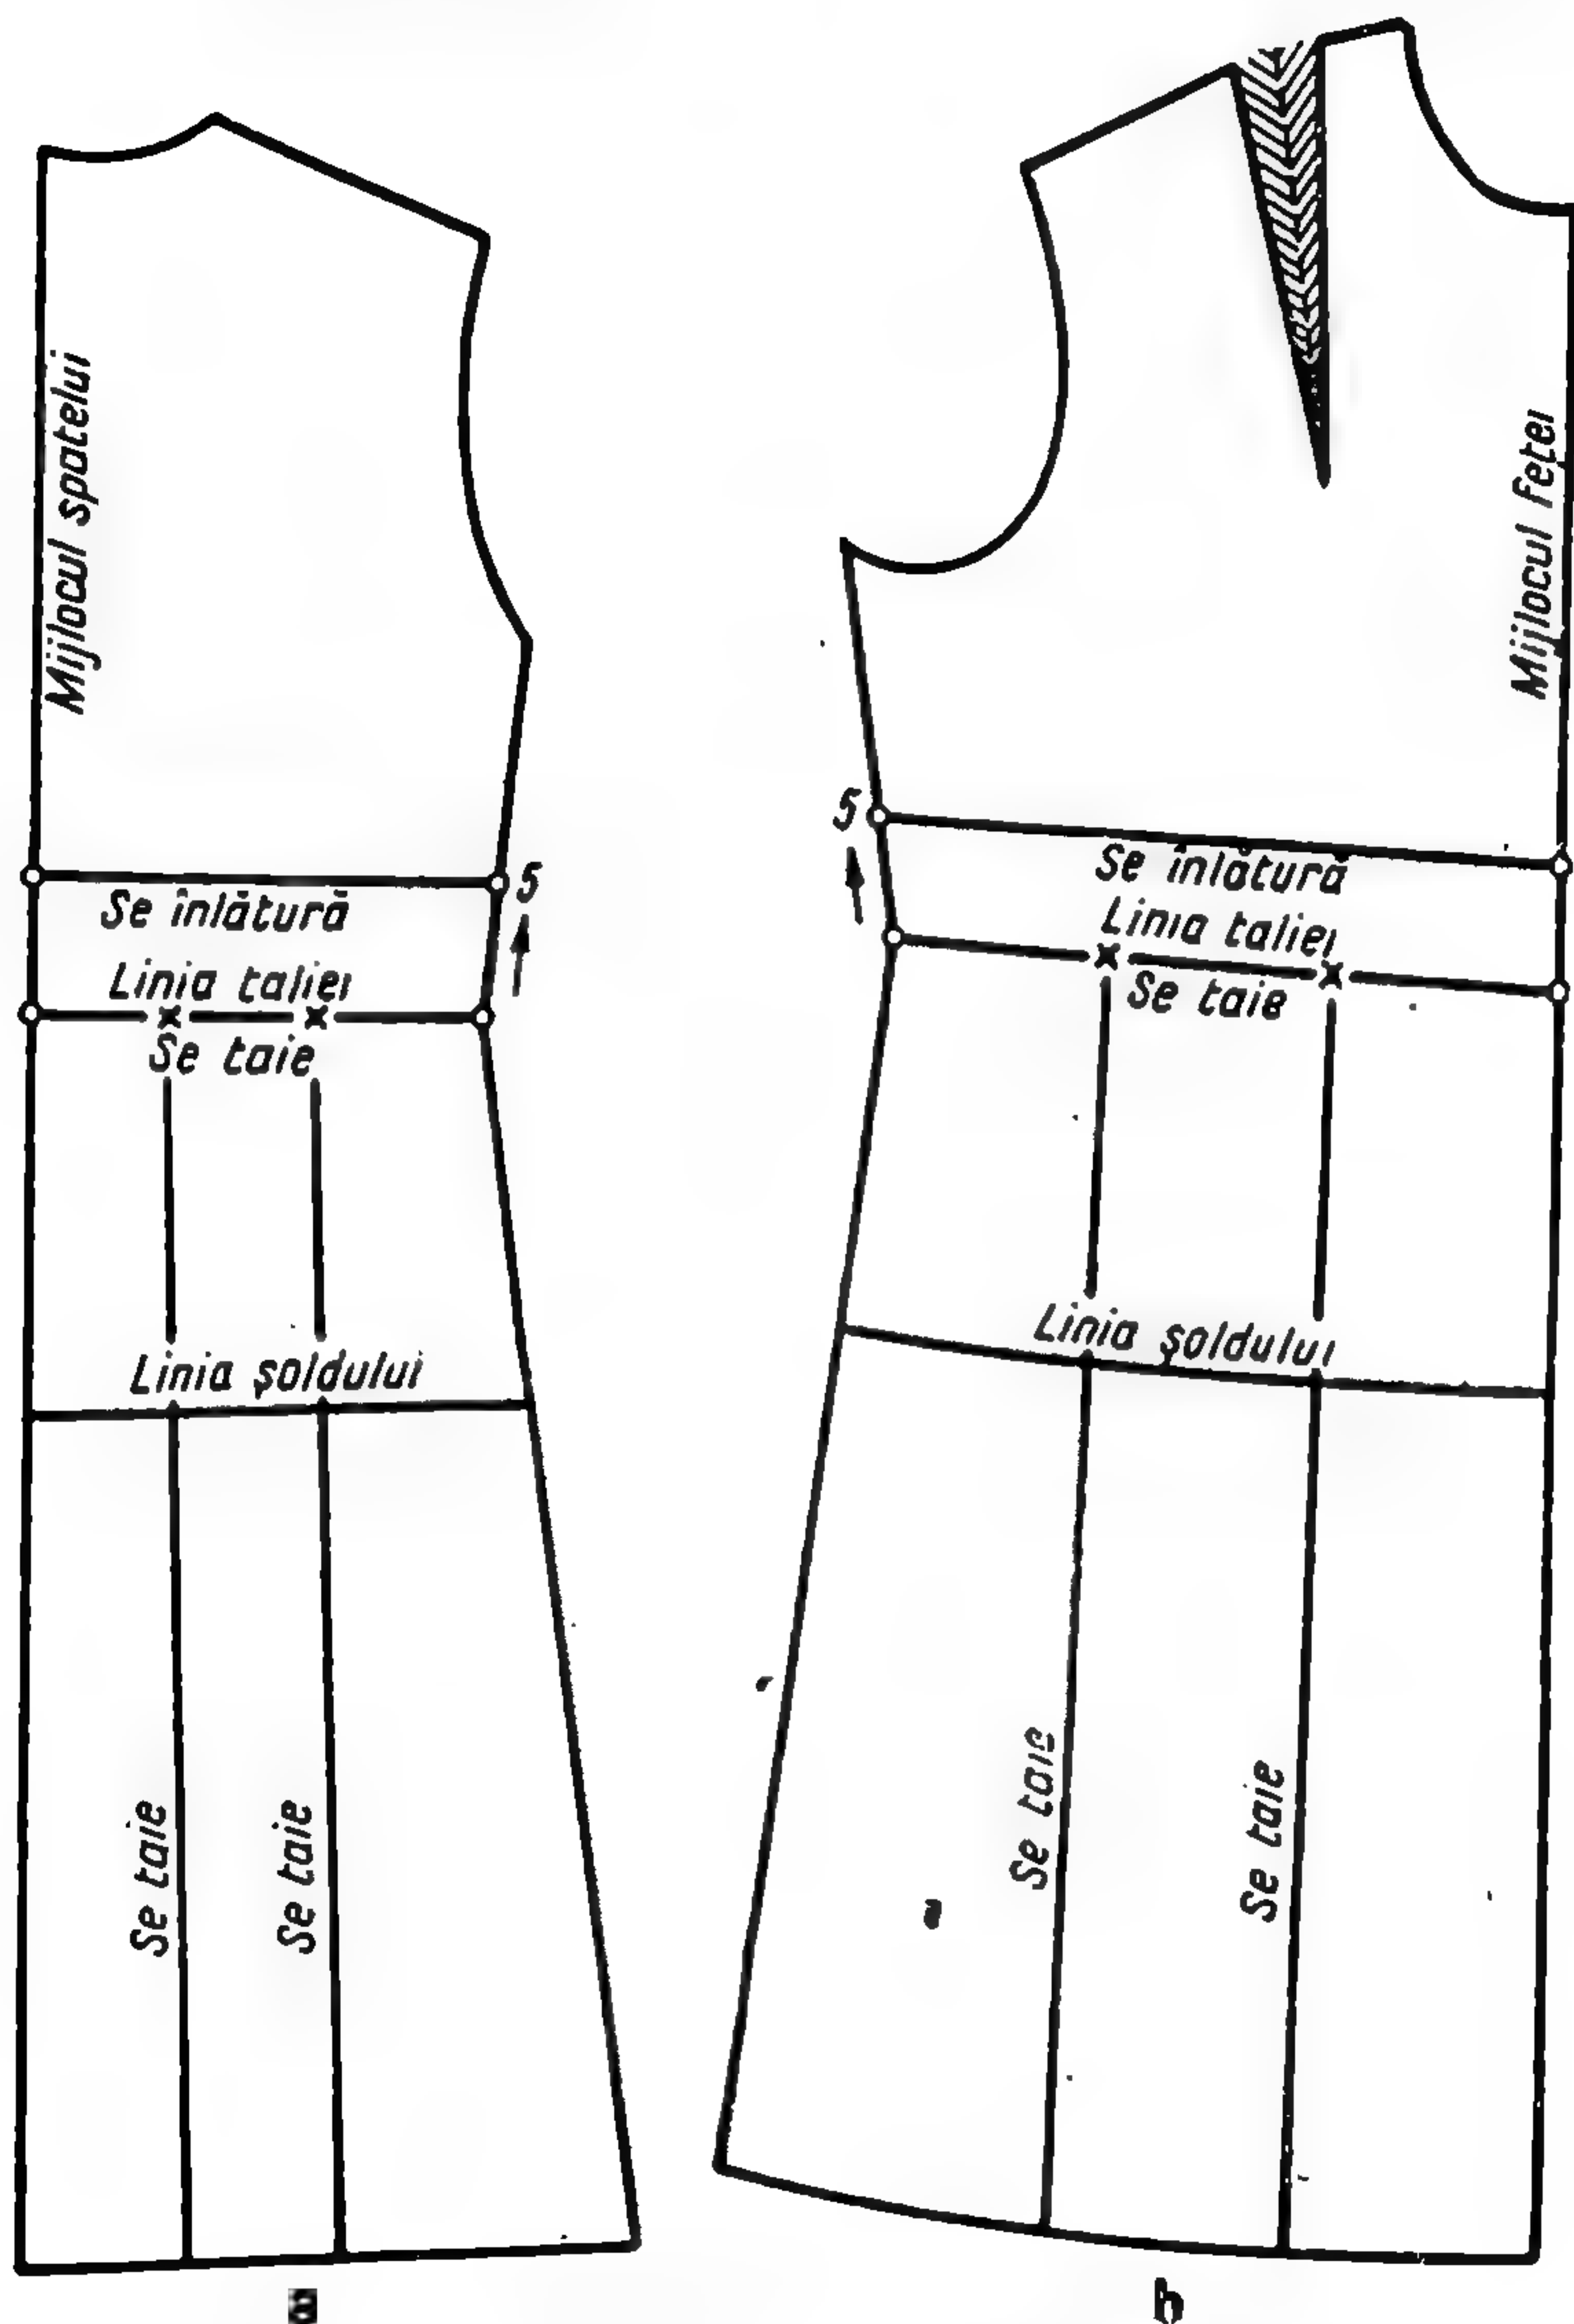 Mijlocul spatelui
5
Se înlătură
Linia taliei
Se taie
Linia șoldului
Se taie
Se taie
a
Mijlocul feței
5
Se înlătură
Linia taliei
Se taie
Linia șoldului
Se taie
Se taie
b